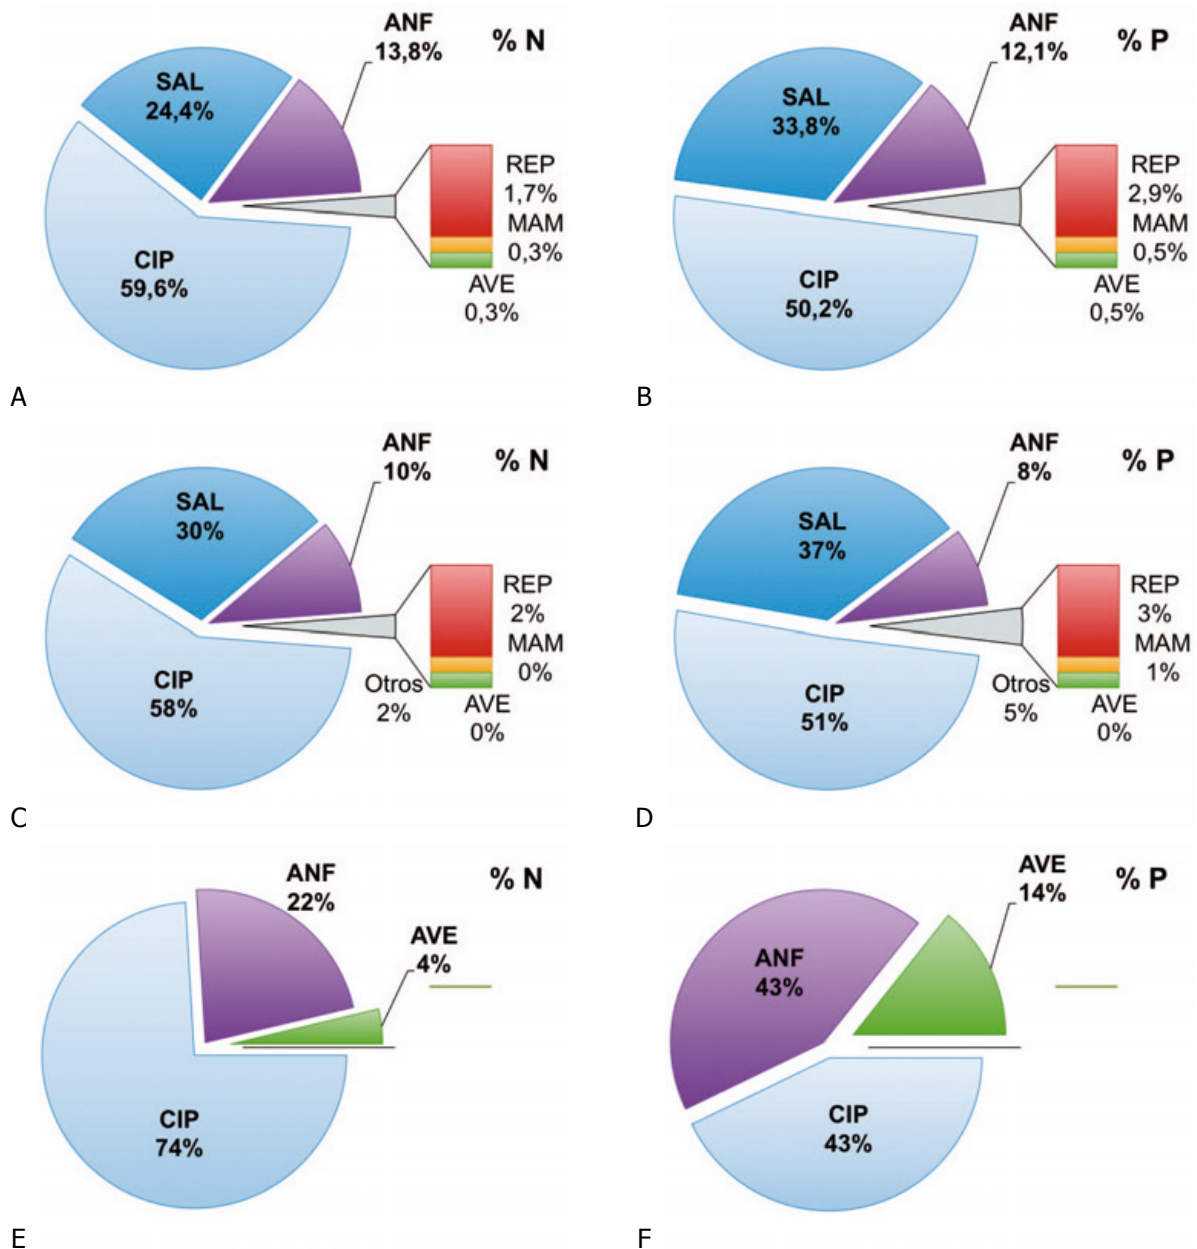 ANF
13,8%
% N
SAL
24,4%
REP
1,7%
MAM
0,3%
CIP
59,6%
AVE
0,3%
A
ANF
12,1%
% P
SAL
33,8%
REP
2,9%
MAM
0,5%
CIP
50,2%
AVE
0,5%
B
ANF
10%
% N
SAL
30%
REP
2%
MAM
0%
CIP
58%
Otros
2%
AVE
0%
C
ANF
8%
% P
SAL
37%
REP
3%
MAM
1%
CIP
51%
Otros
5%
AVE
0%
D
ANF
22%
% N
AVE
4%
CIP
74%
E
AVE
14%
% P
ANF
43%
CIP
43%
F